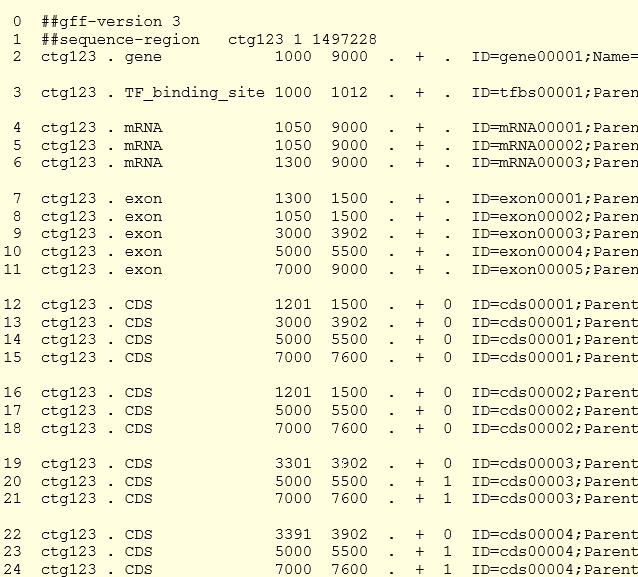 0 ##gff-version 3
1 ##sequence-region ctg123 1 1497228
2 ctg123 . gene 1000 9000 . + . ID=gene00001;Name=
3 ctg123 . TF_binding_site 1000 1012 . + . ID=tfbs00001;Paren
4 ctg123 . mRNA 1050 9000 . + . ID=mRNA00001;Paren
5 ctg123 . mRNA 1050 9000 . + . ID=mRNA00002;Paren
6 ctg123 . mRNA 1300 9000 . + . ID=mRNA00003;Paren
7 ctg123 . exon 1300 1500 . + . ID=exon00001;Paren
8 ctg123 . exon 1050 1500 . + . ID=exon00002;Paren
9 ctg123 . exon 3000 3902 . + . ID=exon00003;Paren
10 ctg123 . exon 5000 5500 . + . ID=exon00004;Paren
11 ctg123 . exon 7000 9000 . + . ID=exon00005;Paren
12 ctg123 . CDS 1201 1500 . + 0 ID=cds00001;Parent
13 ctg123 . CDS 3000 3902 . + 0 ID=cds00001;Parent
14 ctg123 . CDS 5000 5500 . + 0 ID=cds00001;Parent
15 ctg123 . CDS 7000 7600 . + 0 ID=cds00001;Parent
16 ctg123 . CDS 1201 1500 . + 0 ID=cds00002;Parent
17 ctg123 . CDS 5000 5500 . + 0 ID=cds00002;Parent
18 ctg123 . CDS 7000 7600 . + 0 ID=cds00002;Parent
19 ctg123 . CDS 3301 3902 . + 0 ID=cds00003;Parent
20 ctg123 . CDS 5000 5500 . + 1 ID=cds00003;Parent
21 ctg123 . CDS 7000 7600 . + 1 ID=cds00003;Parent
22 ctg123 . CDS 3391 3902 . + 0 ID=cds00004;Parent
23 ctg123 . CDS 5000 5500 . + 1 ID=cds00004;Parent
24 ctg123 . CDS 7000 7600 . + 1 ID=cds00004;Parent